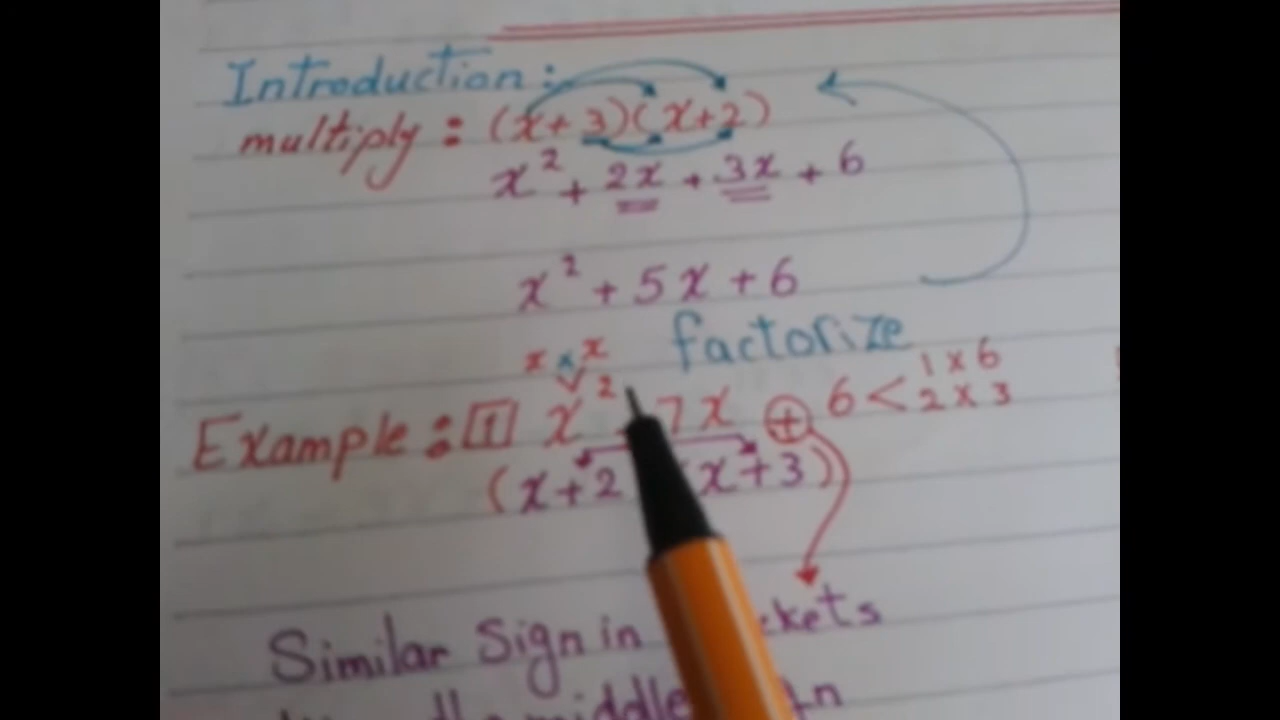 Introduction:
multiply: (x+3)(x+2)
x² + 2x + 3x + 6
x² + 5x + 6
factorize
x x
1 x 6
Example: 1 x² 7x + 6 < 2 x 3
(x+2 (x+3)
Similar Sign in
middle